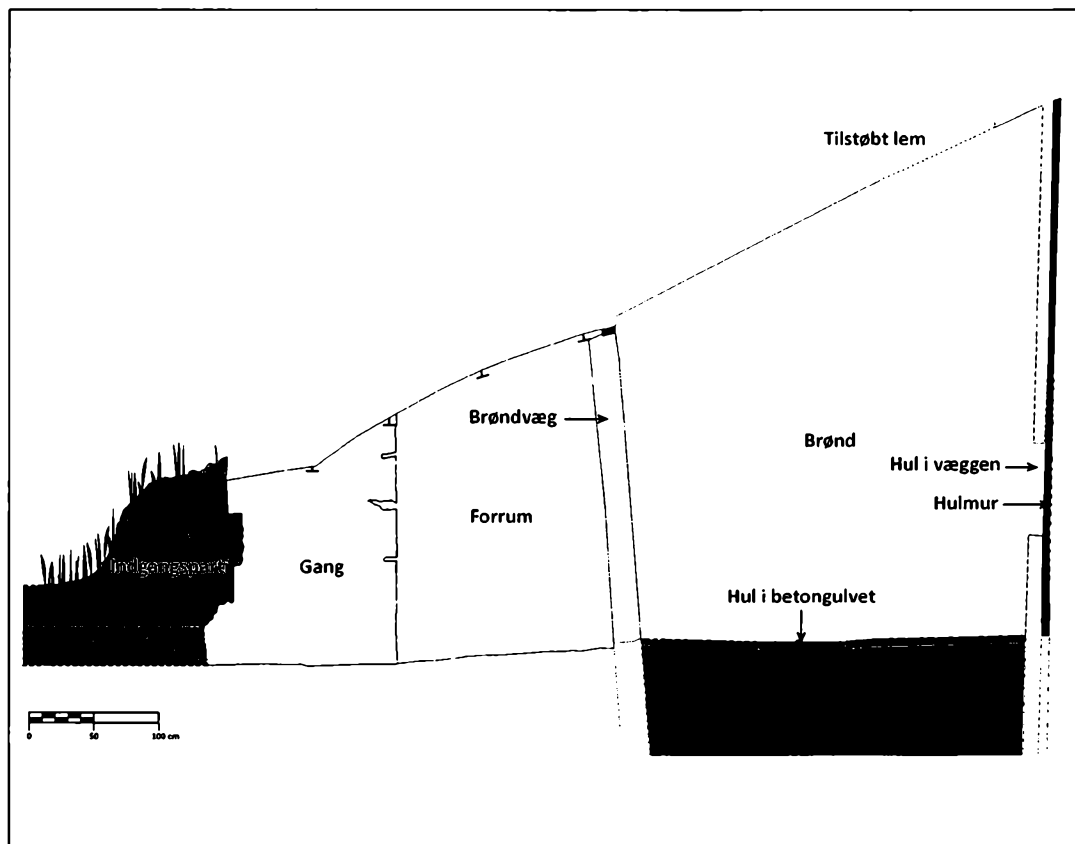 Tilstøbt lem
Brøndvæg
Brønd
Hul i væggen
Hulmur
Forrum
Indgangsparti
Gang
Hul i betongulvet
0 50 100 cm